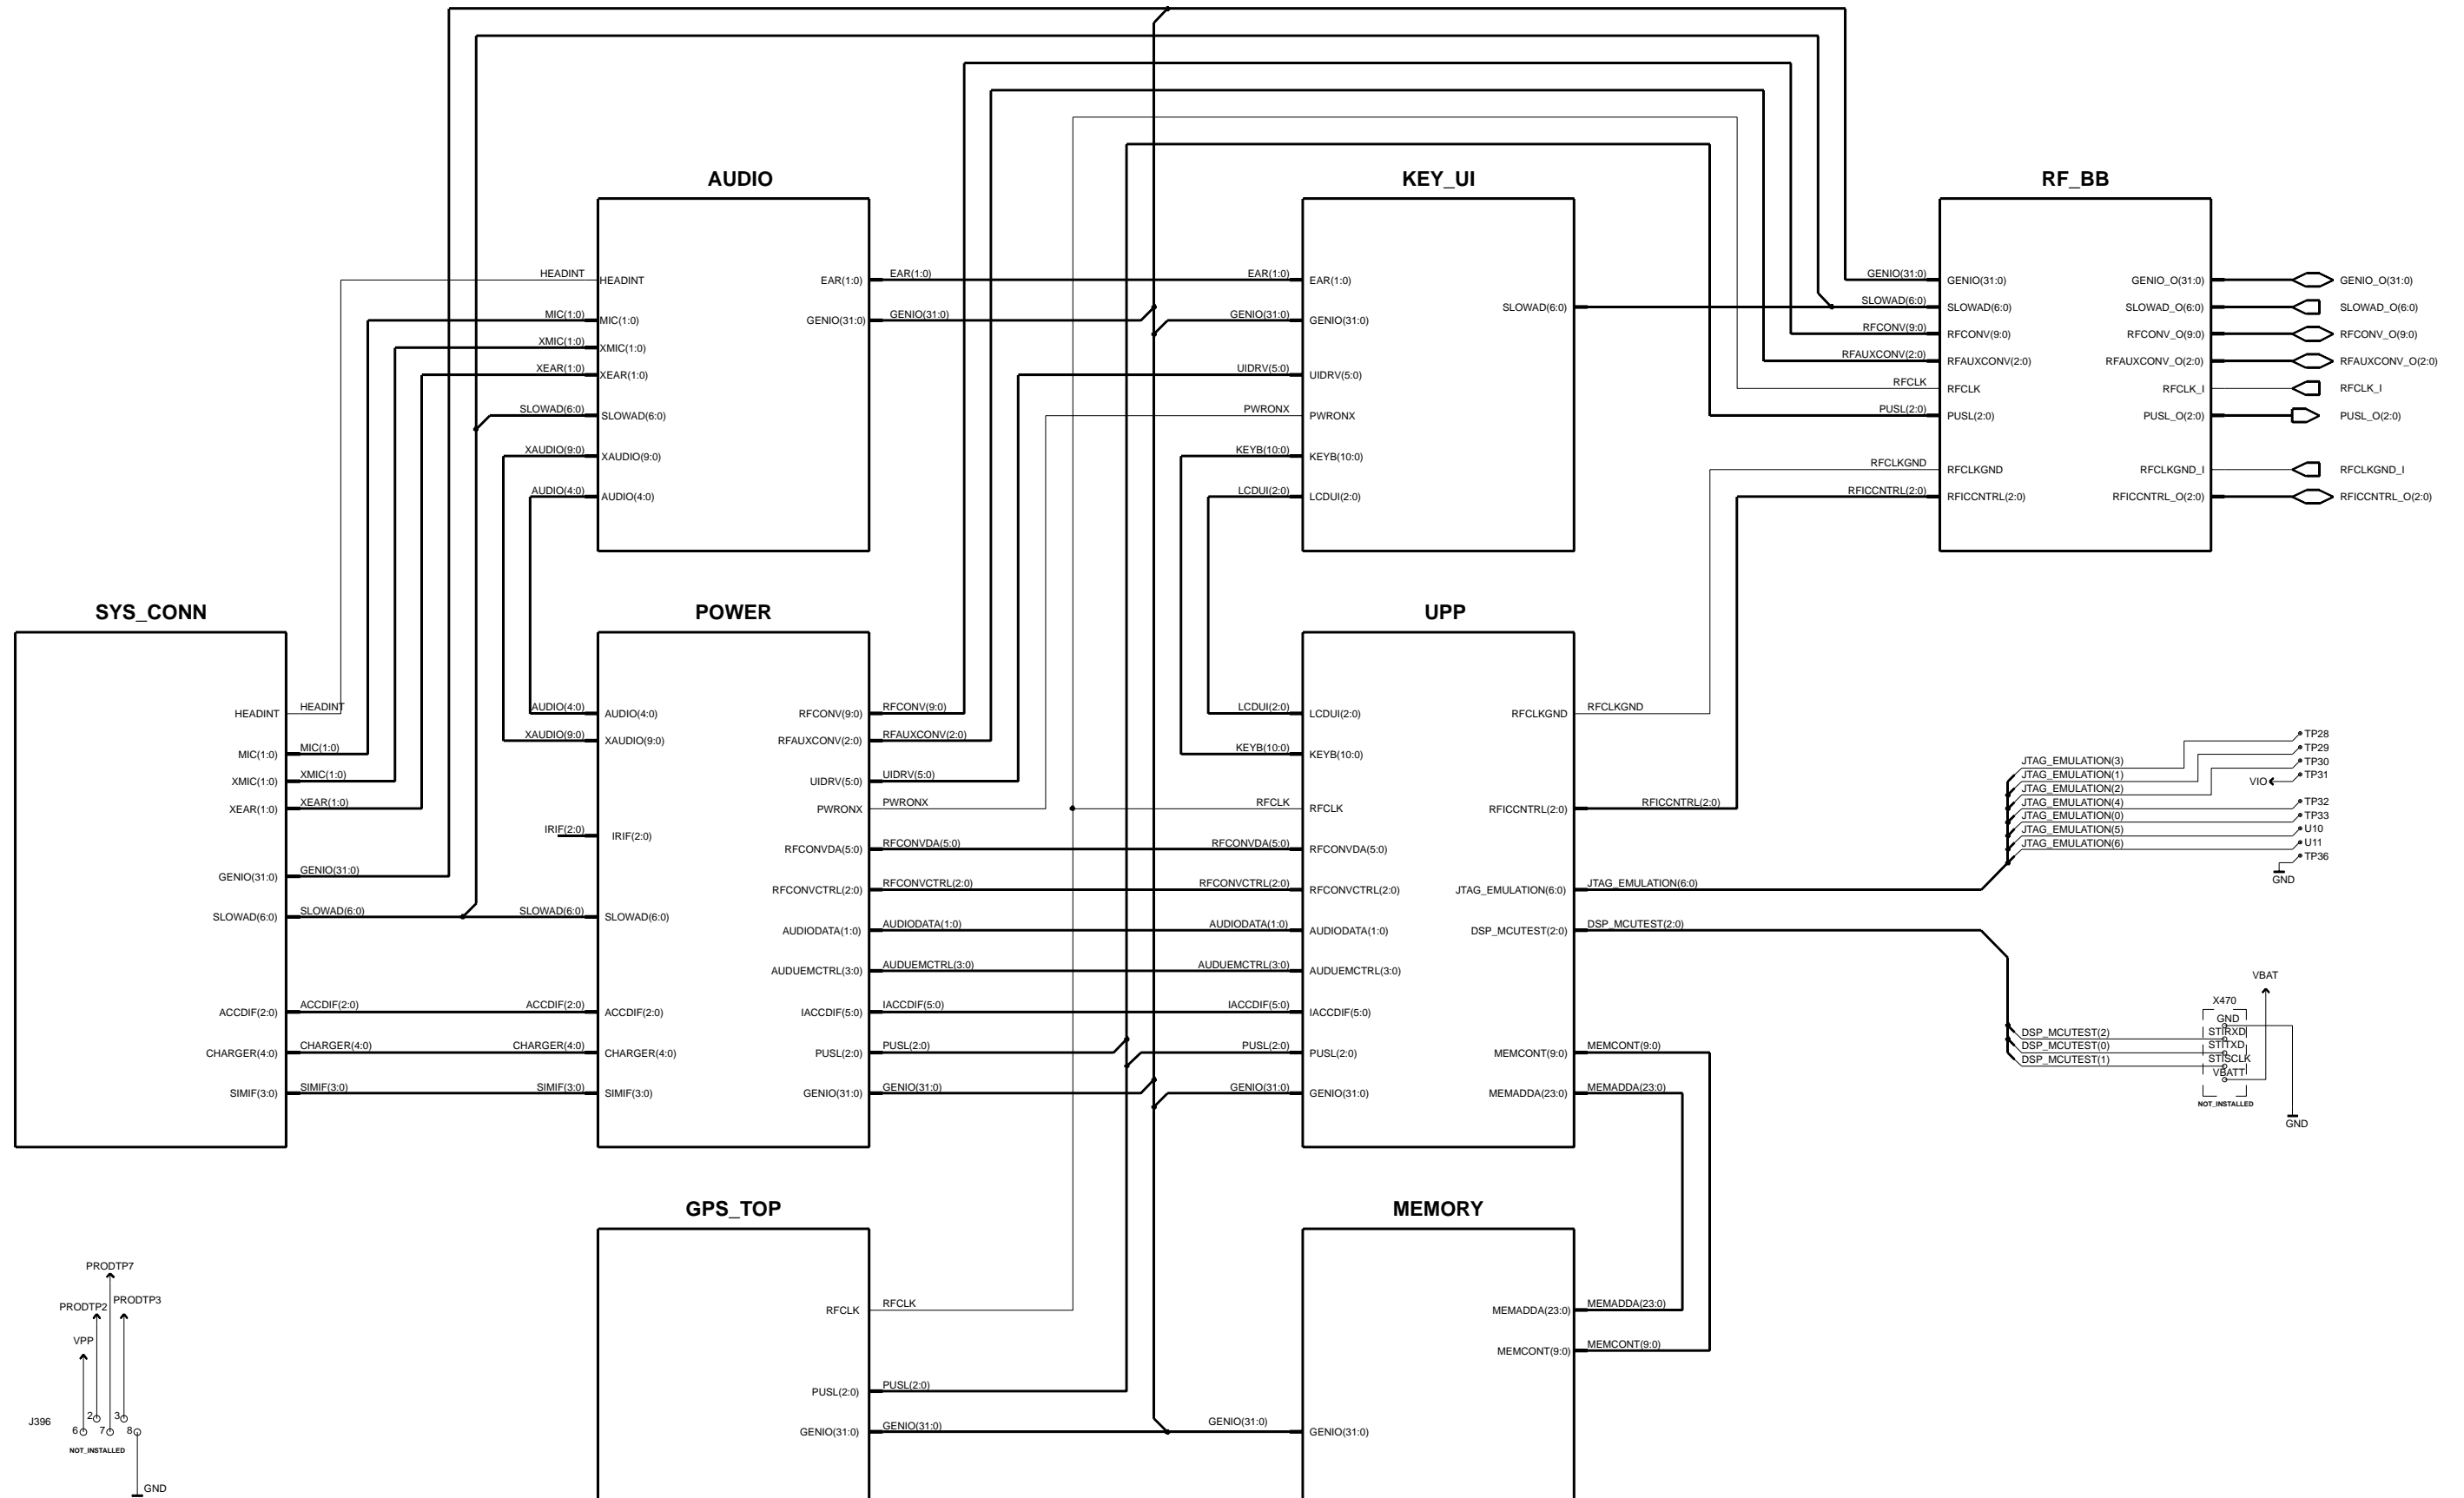 AUDIO
HEADINT
HEADINT
MIC(1:0)
MIC(1:0)
XMIC(1:0)
XMIC(1:0)
XEAR(1:0)
XEAR(1:0)
SLOWAD(6:0)
SLOWAD(6:0)
XAUDIO(9:0)
XAUDIO(9:0)
AUDIO(4:0)
AUDIO(4:0)
EAR(1:0)
EAR(1:0)
GENIO(31:0)
GENIO(31:0)
KEY_UI
EAR(1:0)
EAR(1:0)
GENIO(31:0)
GENIO(31:0)
UIDRV(5:0)
UIDRV(5:0)
PWRONX
PWRONX
KEYB(10:0)
KEYB(10:0)
LCDUI(2:0)
LCDUI(2:0)
SLOWAD(6:0)
RF_BB
GENIO(31:0)
GENIO(31:0)
SLOWAD(6:0)
SLOWAD(6:0)
RFCONV(9:0)
RFCONV(9:0)
RFAUXCONV(2:0)
RFAUXCONV(2:0)
RFCLK
RFCLK
PUSL(2:0)
PUSL(2:0)
RFCLKGND
RFCLKGND
RFICCNTRL(2:0)
RFICCNTRL(2:0)
GENIO_O(31:0)
GENIO_O(31:0)
SLOWAD_O(6:0)
SLOWAD_O(6:0)
RFCONV_O(9:0)
RFCONV_O(9:0)
RFAUXCONV_O(2:0)
RFAUXCONV_O(2:0)
RFCLK_I
RFCLK_I
PUSL_O(2:0)
PUSL_O(2:0)
RFCLKGND_I
RFCLKGND_I
RFICCNTRL_O(2:0)
RFICCNTRL_O(2:0)
SYS_CONN
HEADINT
HEADINT
MIC(1:0)
MIC(1:0)
XMIC(1:0)
XMIC(1:0)
XEAR(1:0)
XEAR(1:0)
GENIO(31:0)
GENIO(31:0)
SLOWAD(6:0)
SLOWAD(6:0)
ACCDIF(2:0)
ACCDIF(2:0)
CHARGER(4:0)
CHARGER(4:0)
SIMIF(3:0)
SIMIF(3:0)
POWER
AUDIO(4:0)
AUDIO(4:0)
XAUDIO(9:0)
XAUDIO(9:0)
IRIF(2:0)
IRIF(2:0)
SLOWAD(6:0)
SLOWAD(6:0)
ACCDIF(2:0)
ACCDIF(2:0)
CHARGER(4:0)
CHARGER(4:0)
SIMIF(3:0)
SIMIF(3:0)
RFCONV(9:0)
RFCONV(9:0)
RFAUXCONV(2:0)
RFAUXCONV(2:0)
UIDRV(5:0)
UIDRV(5:0)
PWRONX
PWRONX
RFCONVDA(5:0)
RFCONVDA(5:0)
RFCONVCTRL(2:0)
RFCONVCTRL(2:0)
AUDIODATA(1:0)
AUDIODATA(1:0)
AUDUEMCTRL(3:0)
AUDUEMCTRL(3:0)
IACCDIF(5:0)
IACCDIF(5:0)
PUSL(2:0)
PUSL(2:0)
GENIO(31:0)
GENIO(31:0)
UPP
LCDUI(2:0)
LCDUI(2:0)
KEYB(10:0)
KEYB(10:0)
RFCLK
RFCLK
RFCONVDA(5:0)
RFCONVDA(5:0)
RFCONVCTRL(2:0)
RFCONVCTRL(2:0)
AUDIODATA(1:0)
AUDIODATA(1:0)
AUDUEMCTRL(3:0)
AUDUEMCTRL(3:0)
IACCDIF(5:0)
IACCDIF(5:0)
PUSL(2:0)
PUSL(2:0)
GENIO(31:0)
GENIO(31:0)
RFCLKGND
RFCLKGND
RFICCNTRL(2:0)
RFICCNTRL(2:0)
JTAG_EMULATION(6:0)
JTAG_EMULATION(6:0)
DSP_MCUTEST(2:0)
DSP_MCUTEST(2:0)
MEMCONT(9:0)
MEMCONT(9:0)
MEMADDA(23:0)
MEMADDA(23:0)
JTAG_EMULATION(3)
JTAG_EMULATION(1)
JTAG_EMULATION(2)
JTAG_EMULATION(4)
JTAG_EMULATION(0)
JTAG_EMULATION(5)
JTAG_EMULATION(6)
VIO
TP28
TP29
TP30
TP31
TP32
TP33
U10
U11
TP36
GND
VBAT
X470
GND
STIRXD
STITXD
STISCLK
VBATT
NOT_INSTALLED
DSP_MCUTEST(2)
DSP_MCUTEST(0)
DSP_MCUTEST(1)
GND
GPS_TOP
RFCLK
RFCLK
PUSL(2:0)
PUSL(2:0)
GENIO(31:0)
GENIO(31:0)
MEMORY
GENIO(31:0)
GENIO(31:0)
MEMADDA(23:0)
MEMADDA(23:0)
MEMCONT(9:0)
MEMCONT(9:0)
PRODTP7
PRODTP2
PRODTP3
VPP
J396
2
3
6
7
8
NOT_INSTALLED
GND